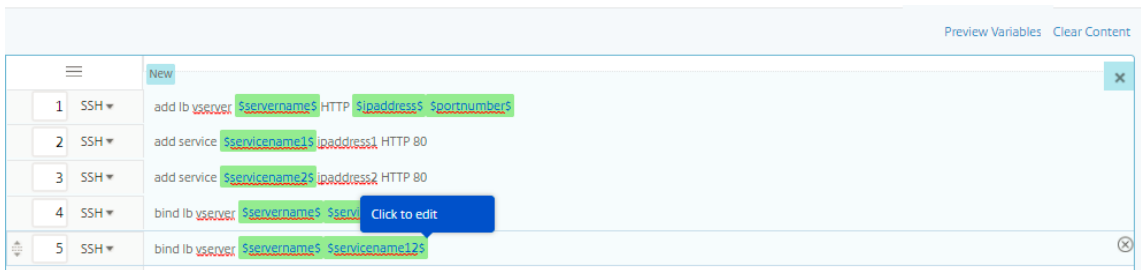 Preview Variables Clear Content
New
1 SSH add lb vserver $servername$ HTTP $ipaddress$ $portnumber$
2 SSH add service $servicename1$ ipaddress1 HTTP 80
3 SSH add service $servicename2$ ipaddress2 HTTP 80
4 SSH bind lb vserver $servername$ Click to edit
5 SSH bind lb vserver $servername$ $servicename12$